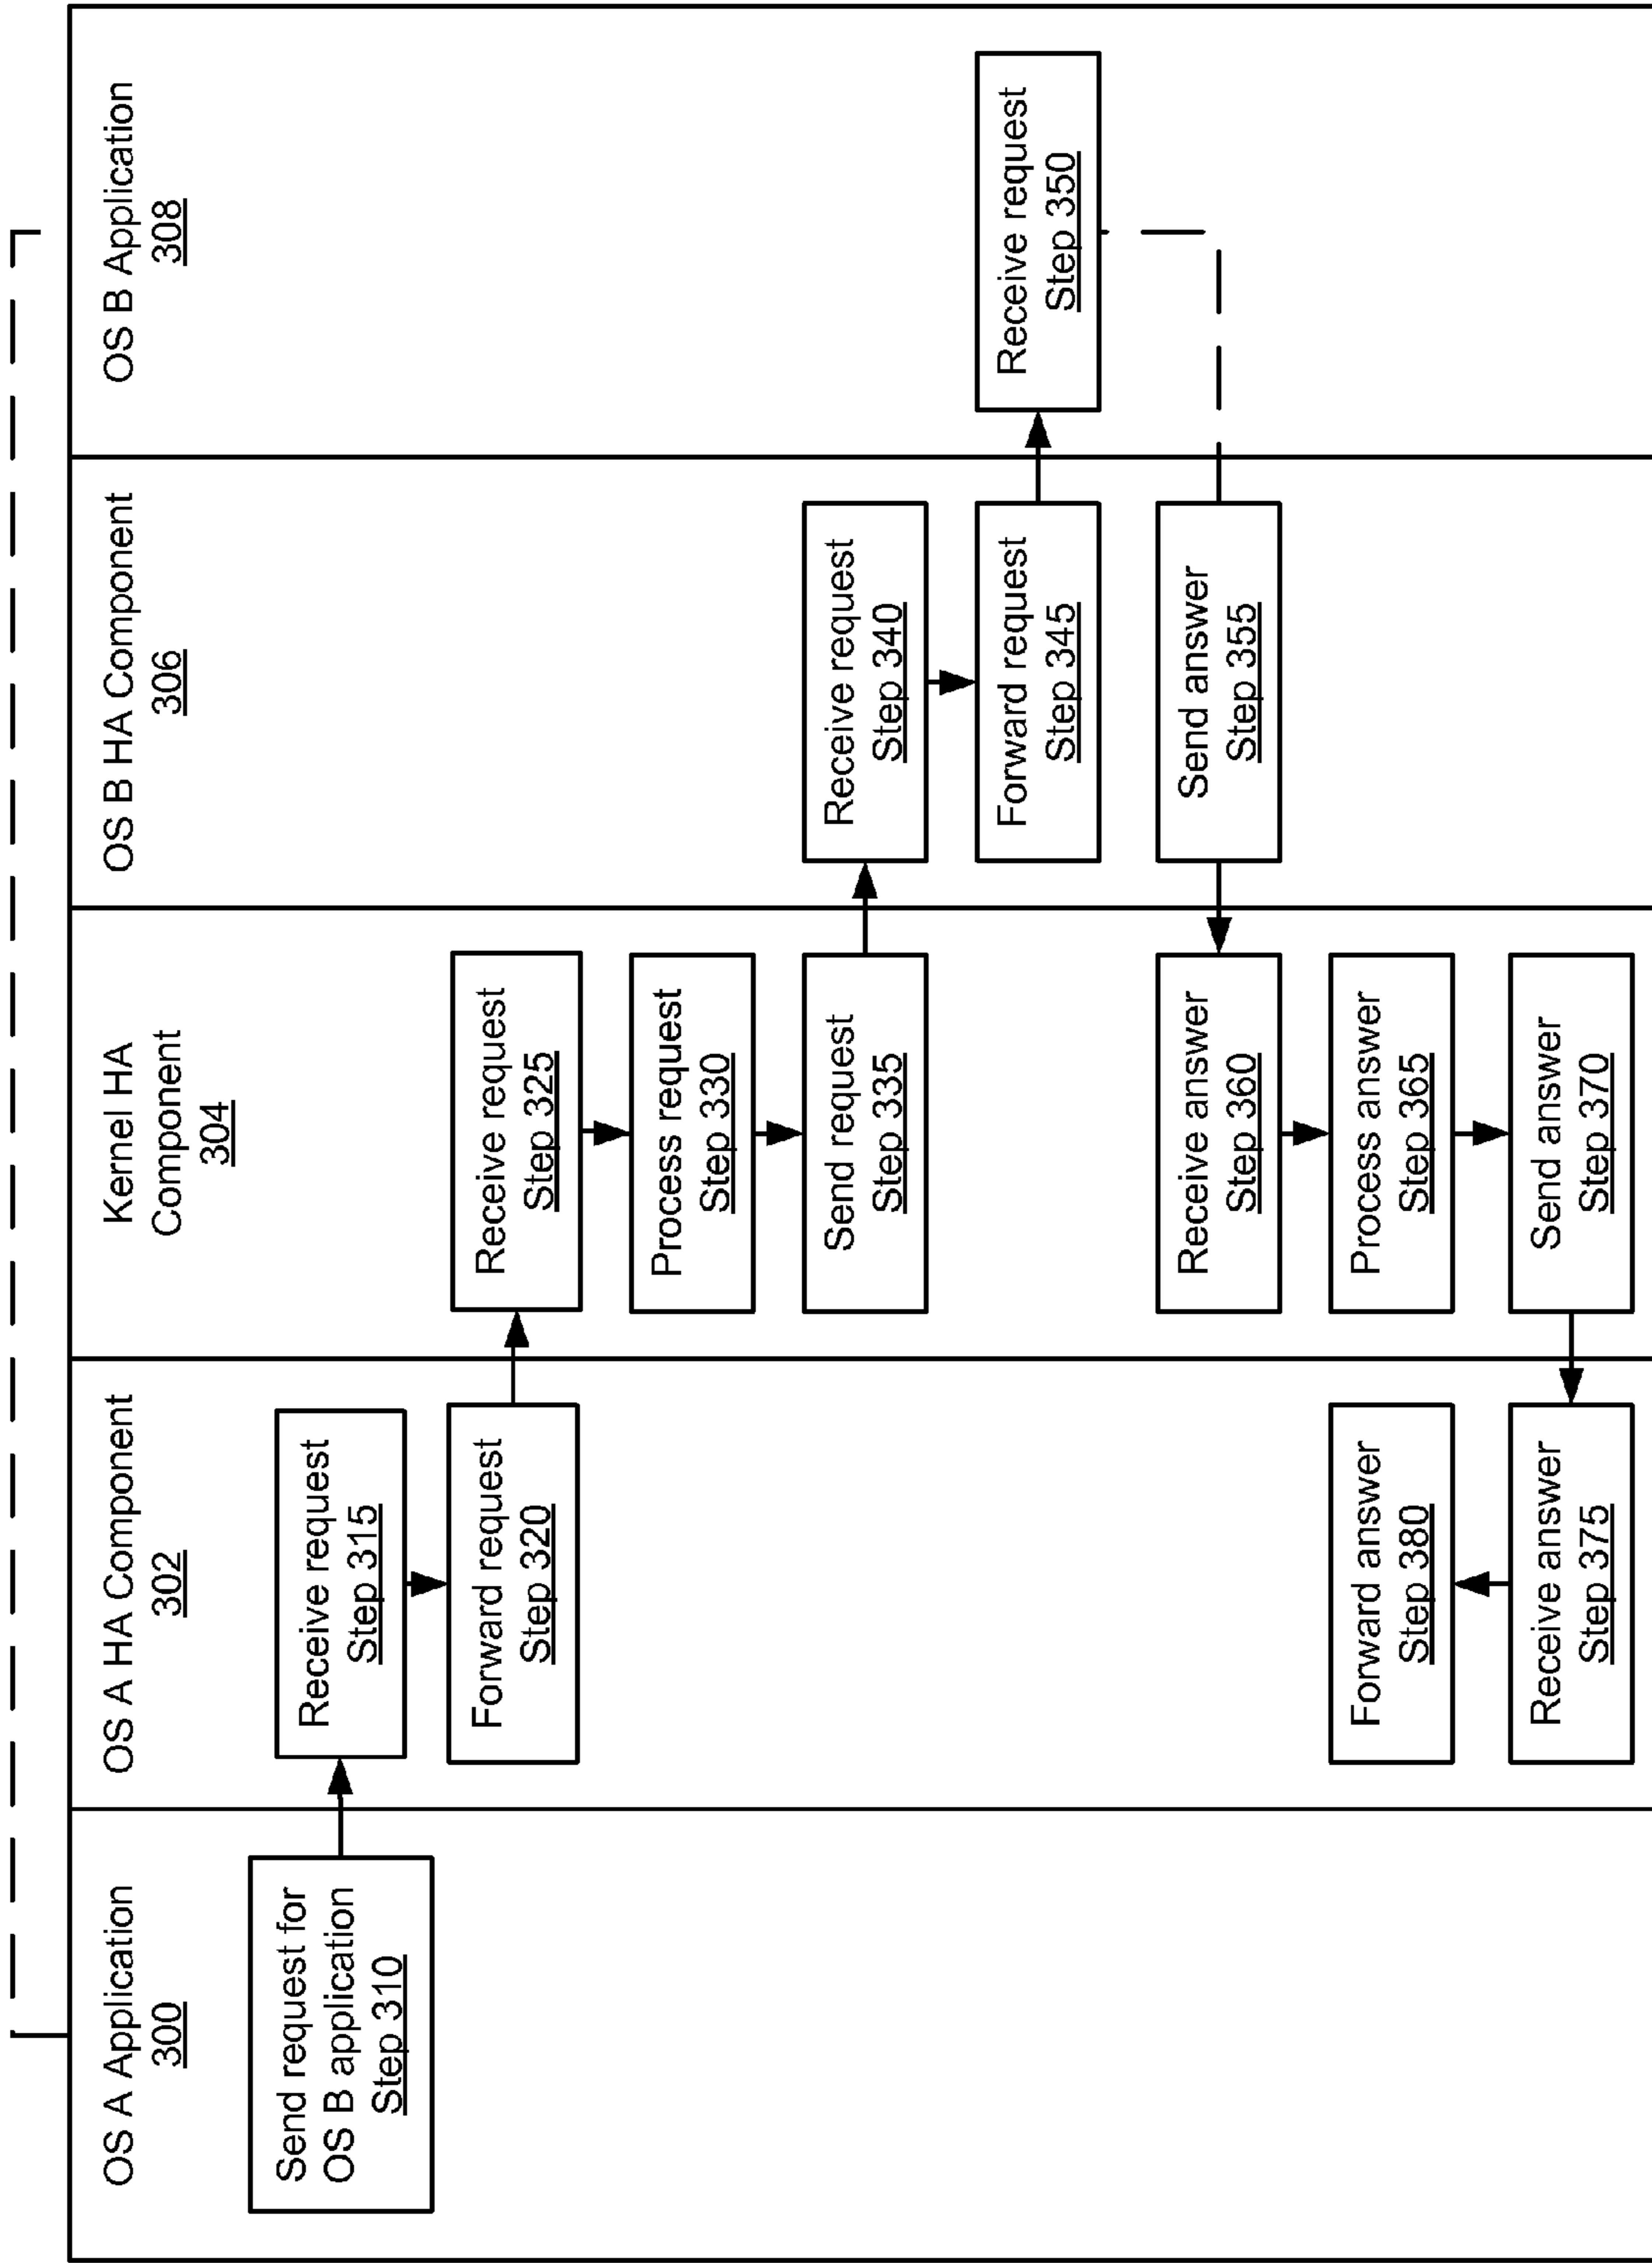 OS A Application
300
OS A HA Component
302
Kernel HA
Component
304
OS B HA Component
306
OS B Application
308
Send request for
OS B application
Step 310
Receive request
Step 315
Forward request
Step 320
Receive request
Step 325
Process request
Step 330
Send request
Step 335
Receive request
Step 340
Forward request
Step 345
Receive request
Step 350
Send answer
Step 355
Receive answer
Step 360
Process answer
Step 365
Send answer
Step 370
Receive answer
Step 375
Forward answer
Step 380